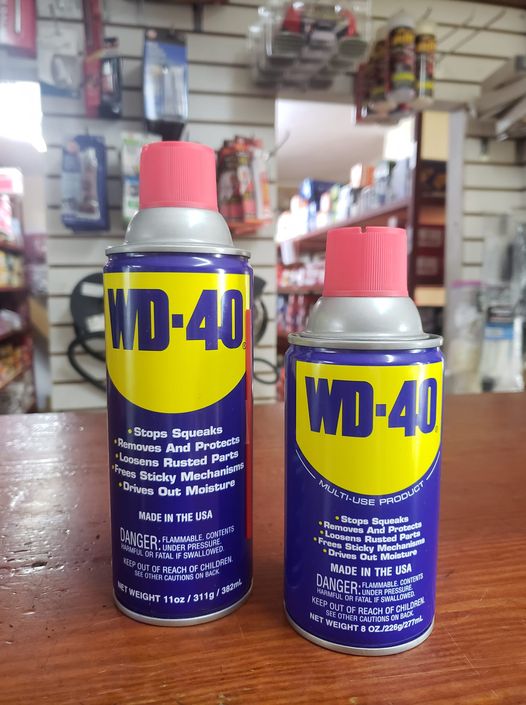 WD-40
•Stops Squeaks
•Removes And Protects
•Loosens Rusted Parts
•Frees Sticky Mechanisms
•Drives Out Moisture
MADE IN THE USA
DANGER: FLAMMABLE. CONTENTS
UNDER PRESSURE.
HARMFUL OR FATAL IF SWALLOWED.
KEEP OUT OF REACH OF CHILDREN.
SEE OTHER CAUTIONS ON BACK.
NET WEIGHT 11oz / 311g / 382mL
WD-40
MULTI-USE PRODUCT
•Stops Squeaks
•Removes And Protects
•Loosens Rusted Parts
•Frees Sticky Mechanisms
•Drives Out Moisture
MADE IN THE USA
DANGER: FLAMMABLE. CONTENTS
UNDER PRESSURE.
HARMFUL OR FATAL IF SWALLOWED.
KEEP OUT OF REACH OF CHILDREN.
SEE OTHER CAUTIONS ON BACK.
NET WEIGHT 8 OZ./226g/277mL